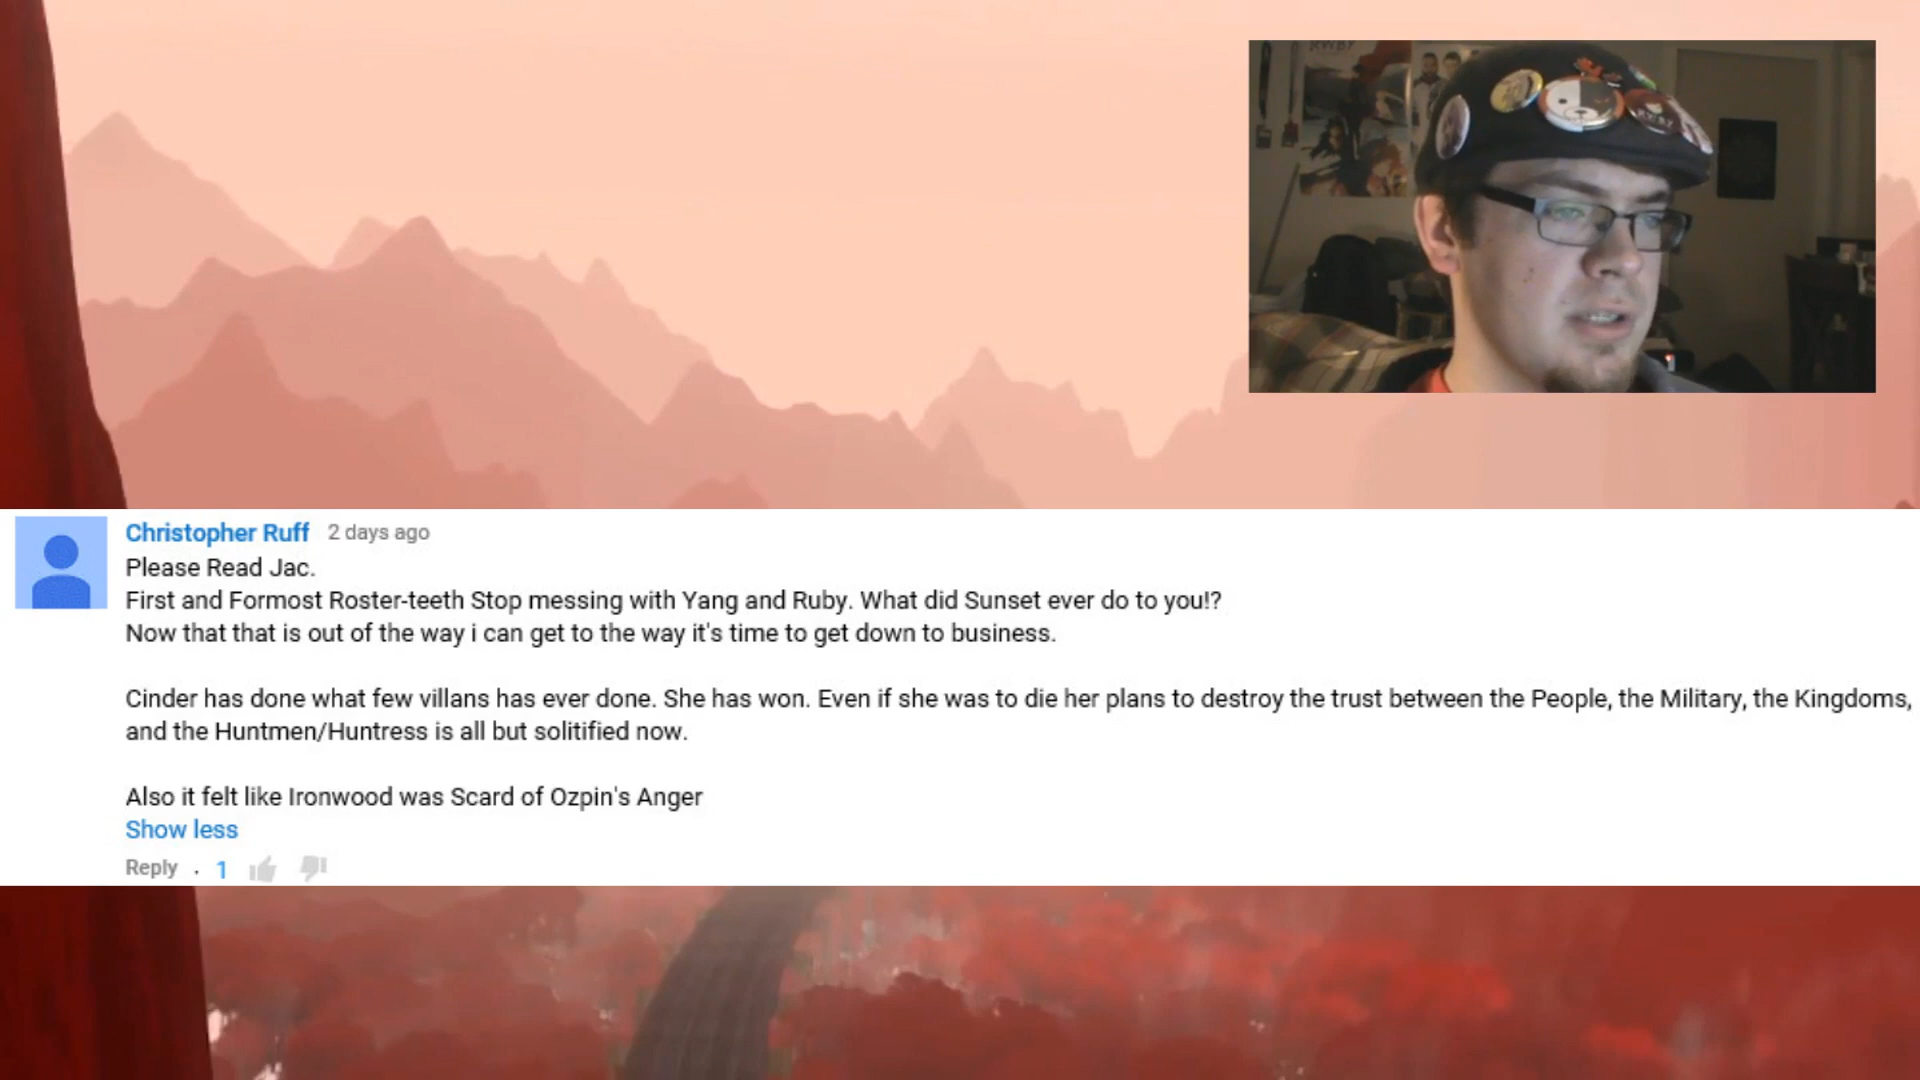 RWBY
RWBY
Christopher Ruff 2 days ago
Please Read Jac.
First and Formost Roster-teeth Stop messing with Yang and Ruby. What did Sunset ever do to you!?
Now that that is out of the way i can get to the way it's time to get down to business.
Cinder has done what few villans has ever done. She has won. Even if she was to die her plans to destroy the trust between the People, the Military, the Kingdoms,
and the Huntmen/Huntress is all but solitified now.
Also it felt like Ironwood was Scard of Ozpin's Anger
Show less
Reply . 1